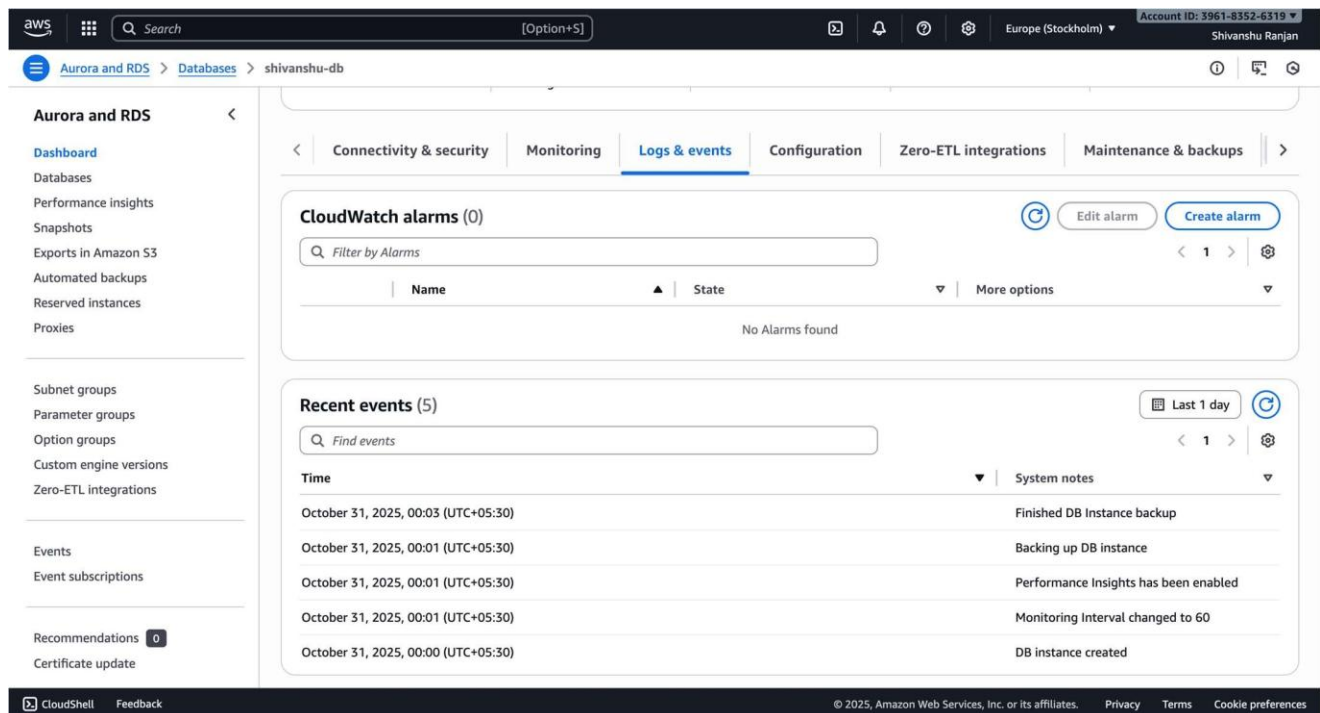 aws
Search [Option+S]
Europe (Stockholm) ▼
Account ID: 3961-8352-6319 ▼
Shivanshu Ranjan
Aurora and RDS > Databases > shivanshu-db
Aurora and RDS
Dashboard
Databases
Performance insights
Snapshots
Exports in Amazon S3
Automated backups
Reserved instances
Proxies
Subnet groups
Parameter groups
Option groups
Custom engine versions
Zero-ETL integrations
Events
Event subscriptions
Recommendations 0
Certificate update
Connectivity & security Monitoring Logs & events Configuration Zero-ETL integrations Maintenance & backups
CloudWatch alarms (0)
Edit alarm Create alarm
Filter by Alarms
< 1 >
Name State More options
No Alarms found
Recent events (5)
Last 1 day
Find events
< 1 >
Time System notes
October 31, 2025, 00:03 (UTC+05:30) Finished DB Instance backup
October 31, 2025, 00:01 (UTC+05:30) Backing up DB instance
October 31, 2025, 00:01 (UTC+05:30) Performance Insights has been enabled
October 31, 2025, 00:01 (UTC+05:30) Monitoring Interval changed to 60
October 31, 2025, 00:00 (UTC+05:30) DB instance created
CloudShell Feedback
© 2025, Amazon Web Services, Inc. or its affiliates. Privacy Terms Cookie preferences